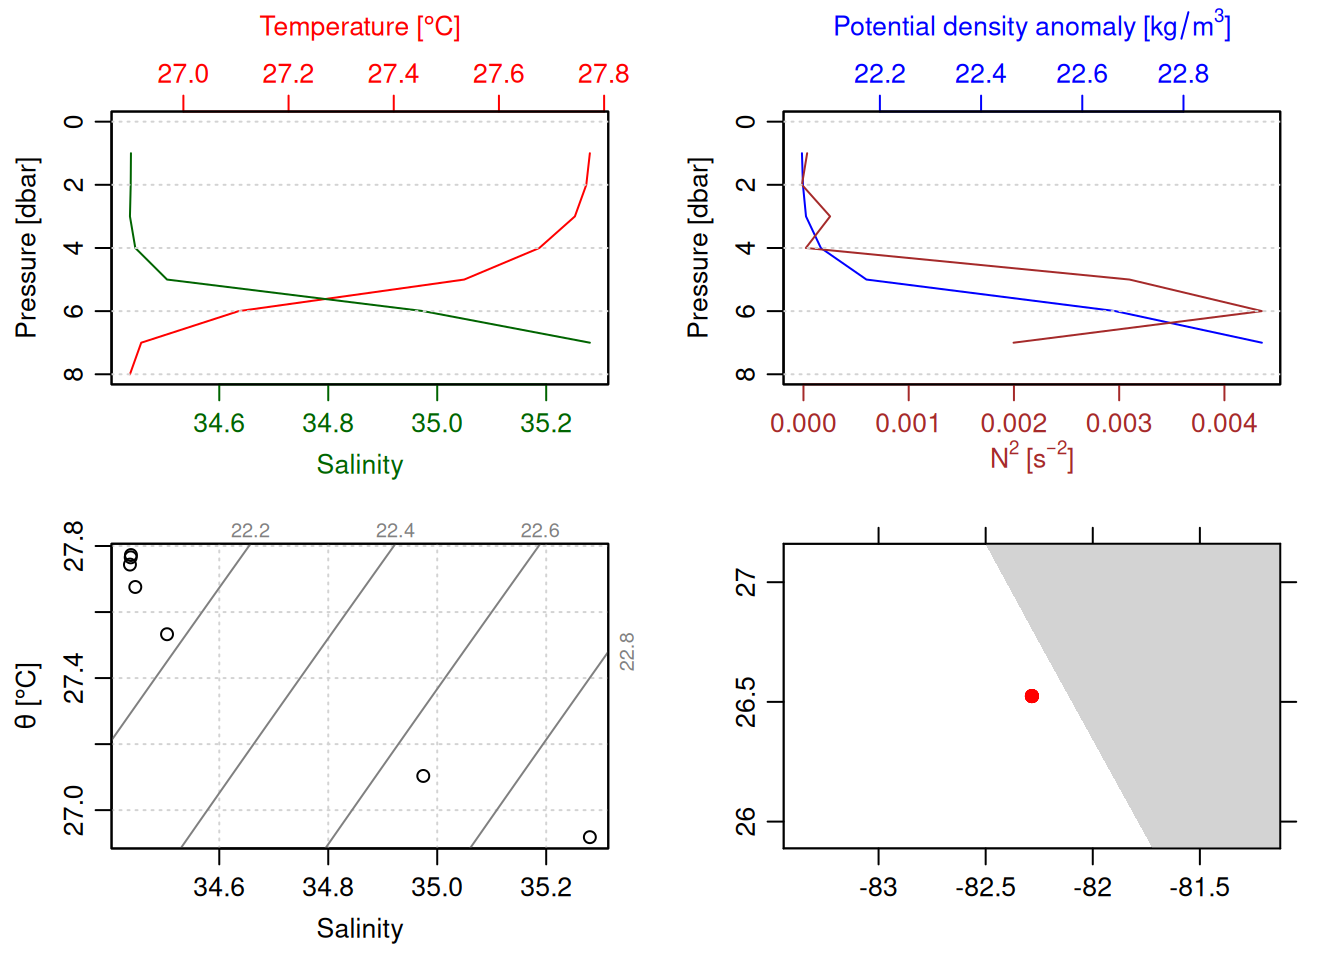 Temperature [°C]
27.0 27.2 27.4 27.6 27.8
Pressure [dbar]
0
2
4
6
8
34.6 34.8 35.0 35.2
Salinity
Potential density anomaly [kg/m³]
22.2 22.4 22.6 22.8
Pressure [dbar]
0
2
4
6
8
0.000 0.001 0.002 0.003 0.004
N² [s⁻²]
22.2 22.4 22.6
22.8
θ [°C]
27.8
27.4
27.0
34.6 34.8 35.0 35.2
Salinity
27
26.5
26
-83 -82.5 -82 -81.5